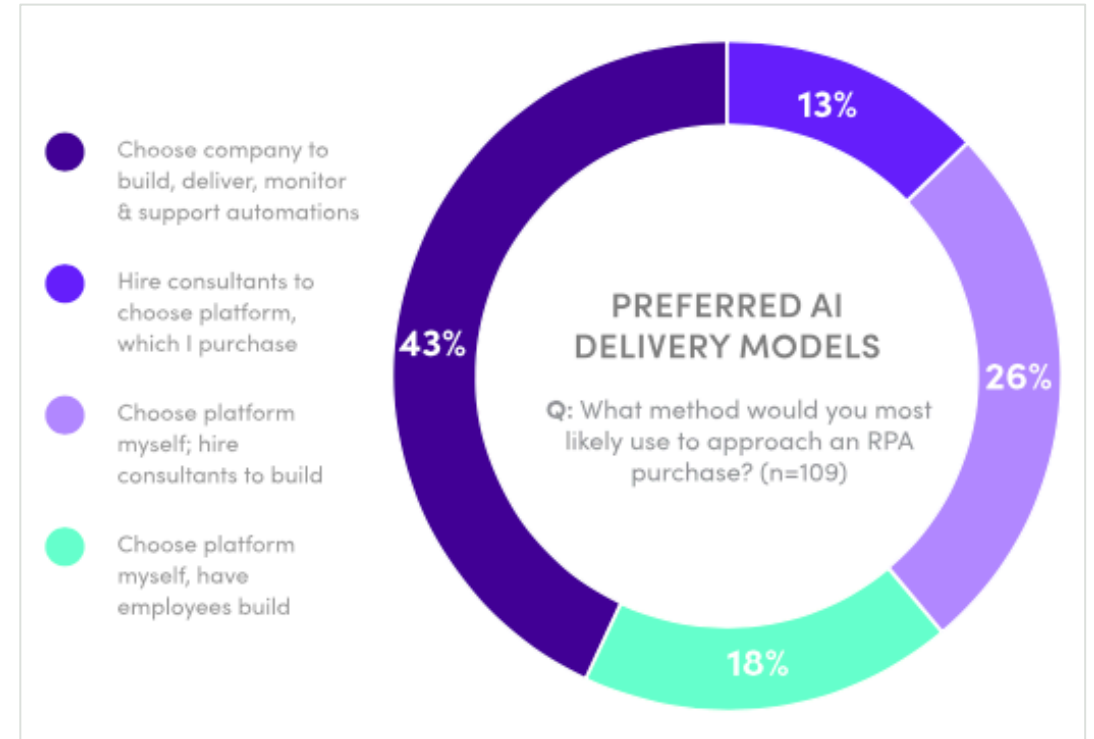 Choose company to
build, deliver, monitor
& support automations
Hire consultants to
choose platform,
which I purchase
Choose platform
myself; hire
consultants to build
Choose platform
myself, have
employees build
13%
43%
26%
18%
PREFERRED AI
DELIVERY MODELS
Q: What method would you most
likely use to approach an RPA
purchase? (n=109)